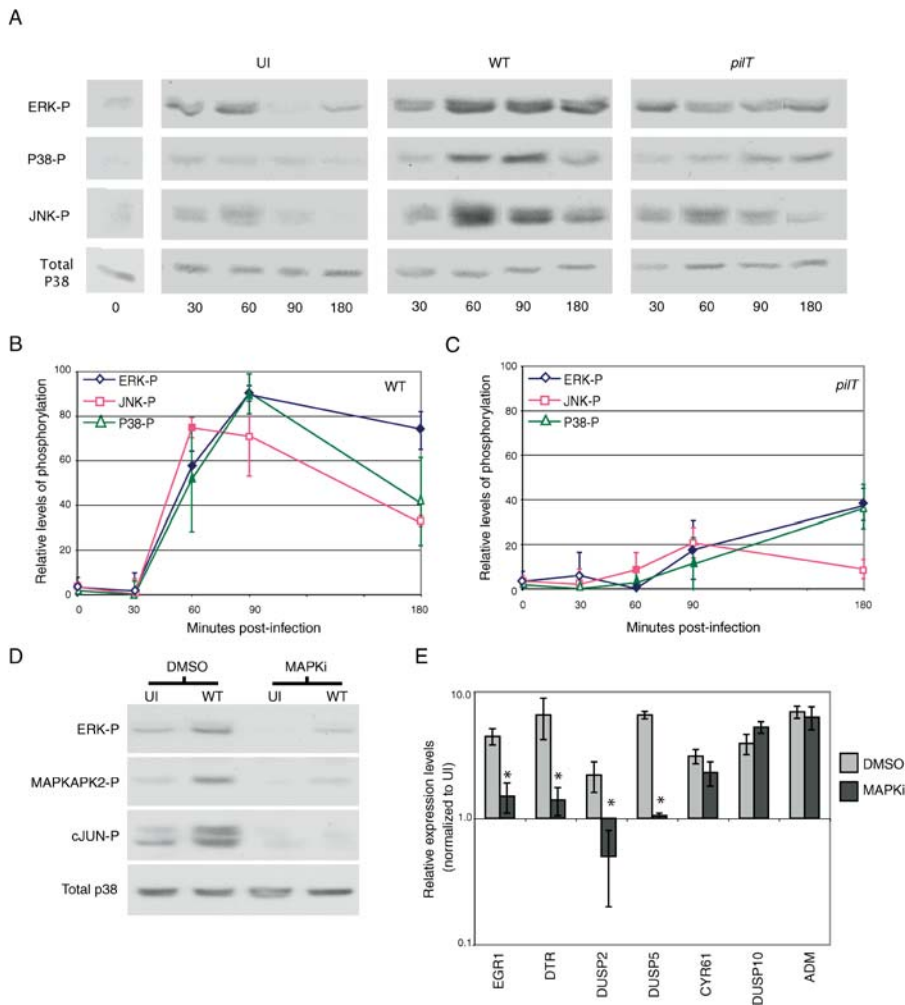 A
UI WT pilT
ERK-P
P38-P
JNK-P
Total
P38
0 30 60 90 180 30 60 90 180 30 60 90 180
B
WT
ERK-P
JNK-P
P38-P
Relative levels of phosphorylation
100
80
60
40
20
0
0 30 60 90 180
Minutes post-infection
C
pilT
ERK-P
JNK-P
P38-P
Relative levels of phosphorylation
100
80
60
40
20
0
0 30 60 90 180
Minutes post-infection
D
DMSO MAPKi
UI WT UI WT
ERK-P
MAPKAPK2-P
cJUN-P
Total p38
E
Relative expression levels
(normalized to UI)
10.0
1.0
0.1
* * * *
DMSO
MAPKi
EGR1
DTR
DUSP2
DUSP5
CYR61
DUSP10
ADM